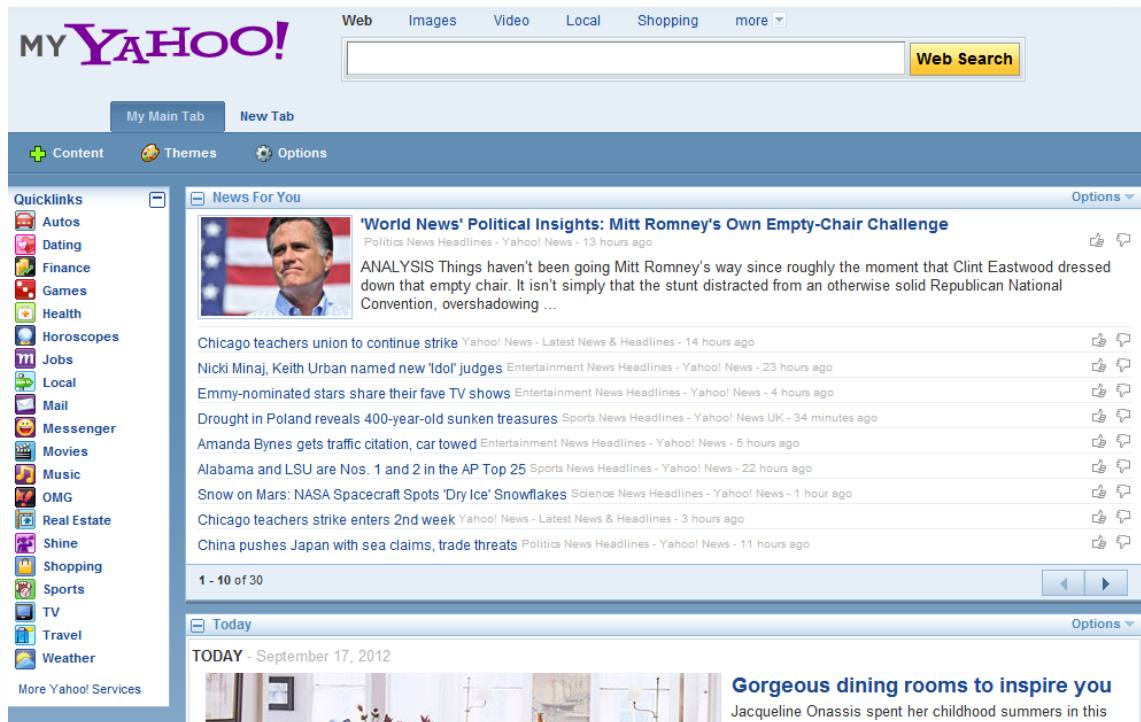 MY YAHOO!
Web Images Video Local Shopping more
Web Search
My Main Tab New Tab
Content Themes Options
Quicklinks
Autos
Dating
Finance
Games
Health
Horoscopes
Jobs
Local
Mail
Messenger
Movies
Music
OMG
Real Estate
Shine
Shopping
Sports
TV
Travel
Weather
More Yahoo! Services
News For You Options
'World News' Political Insights: Mitt Romney's Own Empty-Chair Challenge
Politics News Headlines - Yahoo! News - 13 hours ago
ANALYSIS Things haven't been going Mitt Romney's way since roughly the moment that Clint Eastwood dressed
down that empty chair. It isn't simply that the stunt distracted from an otherwise solid Republican National
Convention, overshadowing ...
Chicago teachers union to continue strike Yahoo! News - Latest News & Headlines - 14 hours ago
Nicki Minaj, Keith Urban named new 'Idol' judges Entertainment News Headlines - Yahoo! News - 23 hours ago
Emmy-nominated stars share their fave TV shows Entertainment News Headlines - Yahoo! News - 4 hours ago
Drought in Poland reveals 400-year-old sunken treasures Sports News Headlines - Yahoo! News UK - 34 minutes ago
Amanda Bynes gets traffic citation, car towed Entertainment News Headlines - Yahoo! News - 5 hours ago
Alabama and LSU are Nos. 1 and 2 in the AP Top 25 Sports News Headlines - Yahoo! News - 22 hours ago
Snow on Mars: NASA Spacecraft Spots 'Dry Ice' Snowflakes Science News Headlines - Yahoo! News - 1 hour ago
Chicago teachers strike enters 2nd week Yahoo! News - Latest News & Headlines - 3 hours ago
China pushes Japan with sea claims, trade threats Politics News Headlines - Yahoo! News - 11 hours ago
1 - 10 of 30
Today Options
TODAY - September 17, 2012
Gorgeous dining rooms to inspire you
Jacqueline Onassis spent her childhood summers in this